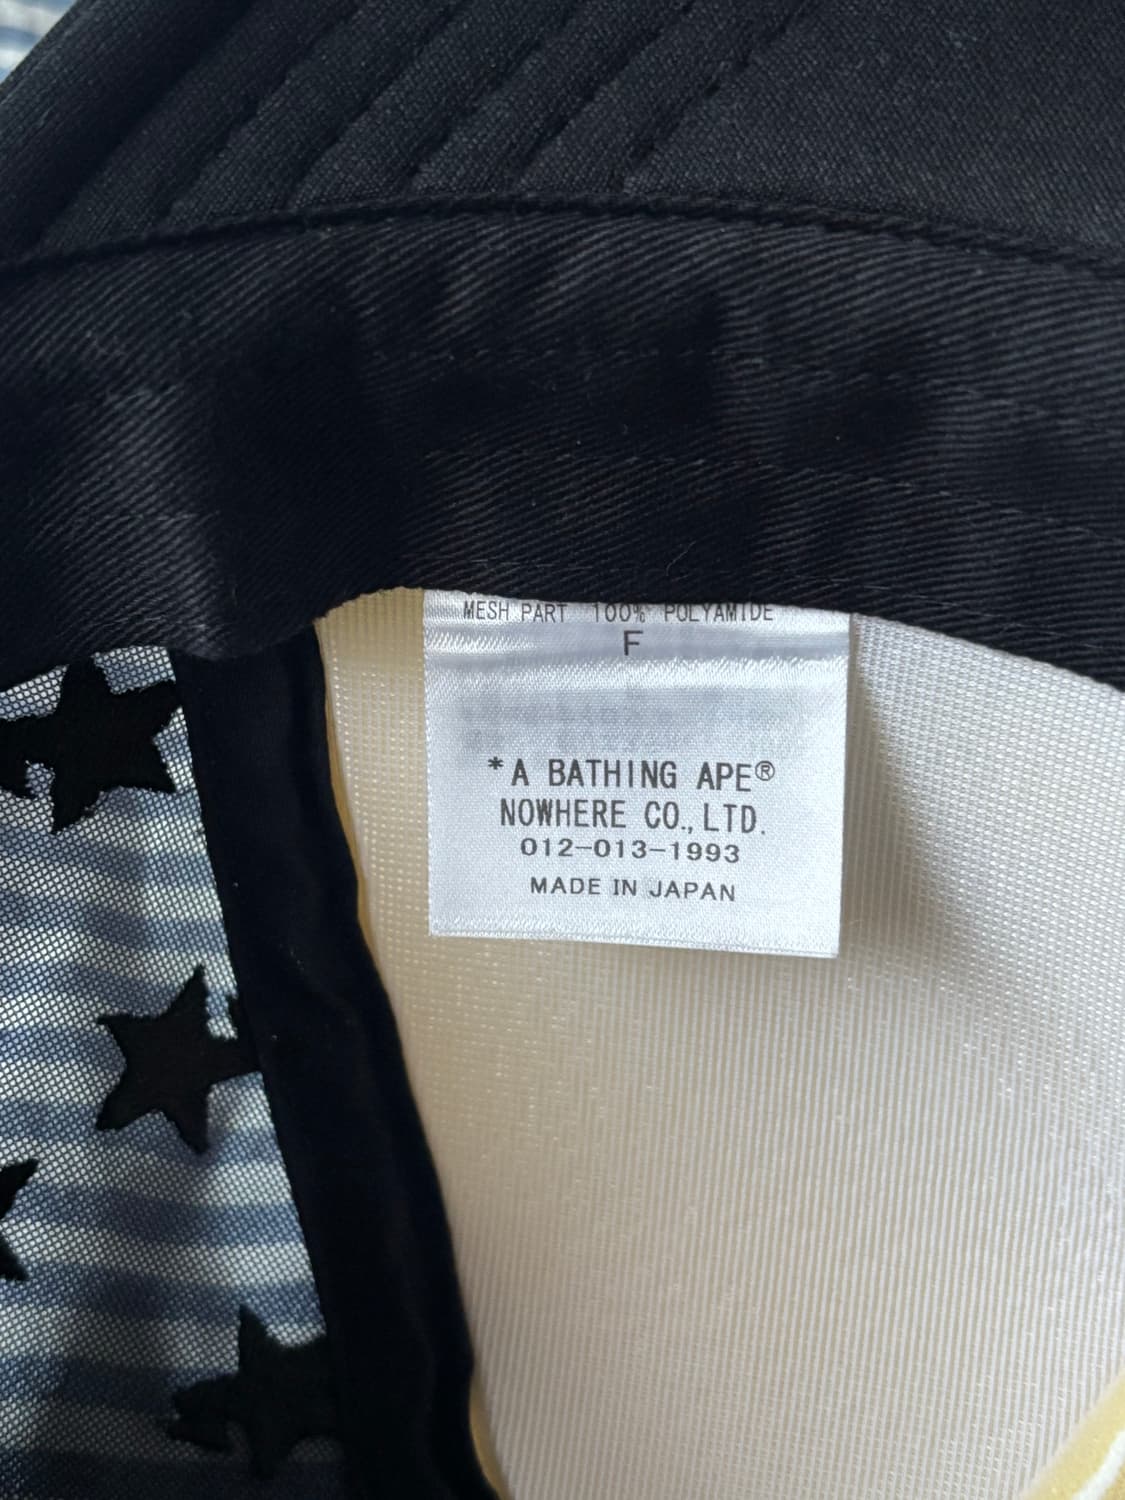 MESH PART 100% POLYAMIDE
F
*A BATHING APE®
NOWHERE CO., LTD.
012-013-1993
MADE IN JAPAN